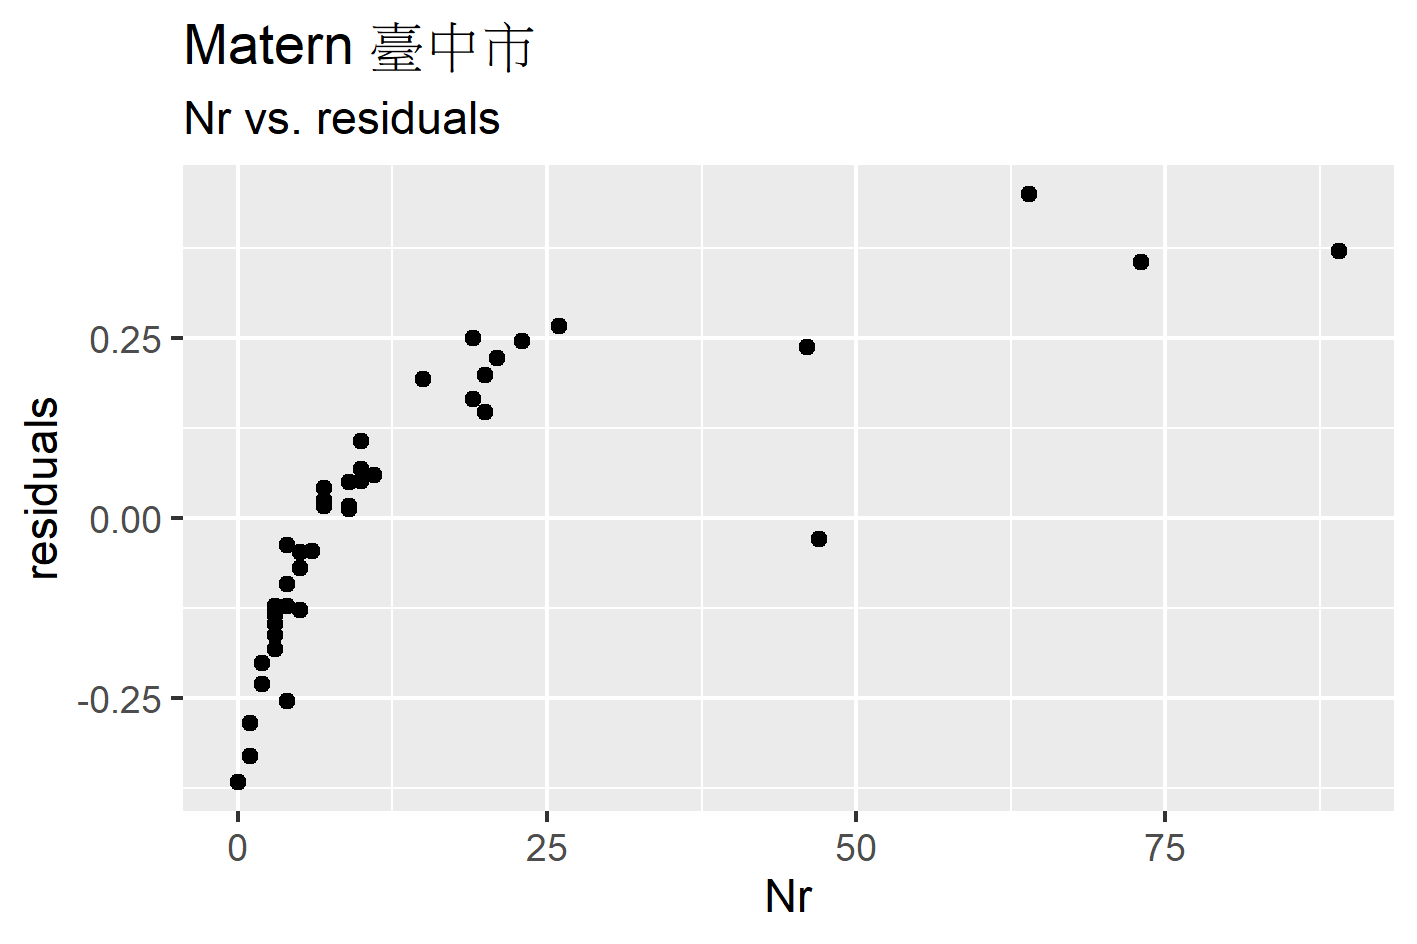 Matern 臺中市
Nr vs. residuals
0.25
0.00
-0.25
residuals
0 25 50 75
Nr